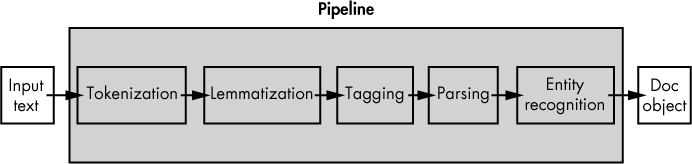 Pipeline
Input
text
Tokenization
Lemmatization
Tagging
Parsing
Entity
recognition
Doc
object